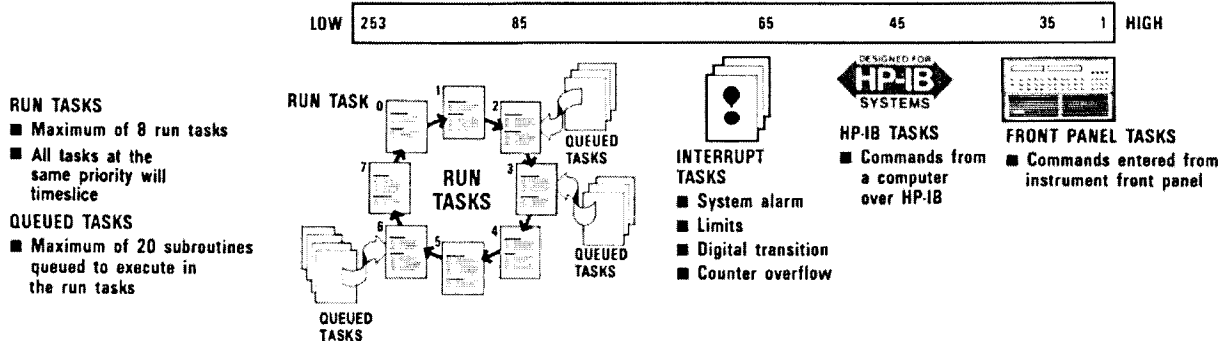 LOW 253 85 65 45 35 1 HIGH
RUN TASKS
■ Maximum of 8 run tasks
■ All tasks at the
same priority will
timeslice
QUEUED TASKS
■ Maximum of 20 subroutines
queued to execute in
the run tasks
RUN TASK 0
1
2
3
4
5
6
7
RUN
TASKS
QUEUED
TASKS
QUEUED
TASKS
QUEUED
TASKS
INTERRUPT
TASKS
■ System alarm
■ Limits
■ Digital transition
■ Counter overflow
DESIGNED FOR
HP-IB
SYSTEMS
HP-IB TASKS
■ Commands from
a computer
over HP-IB
FRONT PANEL TASKS
■ Commands entered from
instrument front panel